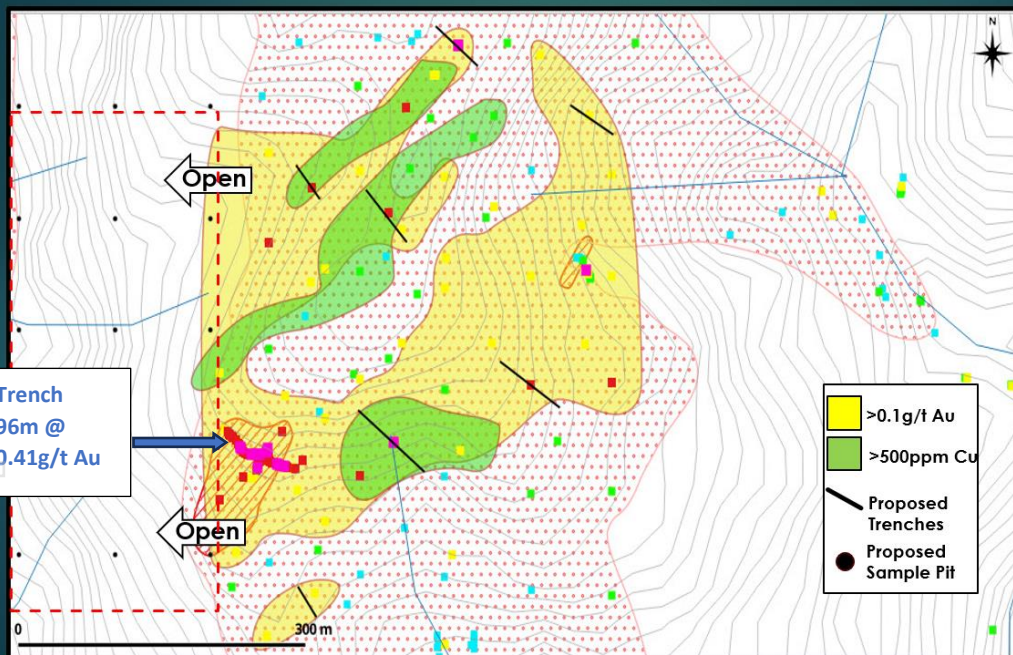 N
Open
Trench
96m @
0.41g/t Au
Open
>0.1g/t Au
>500ppm Cu
Proposed
Trenches
Proposed
Sample Pit
0
300 m